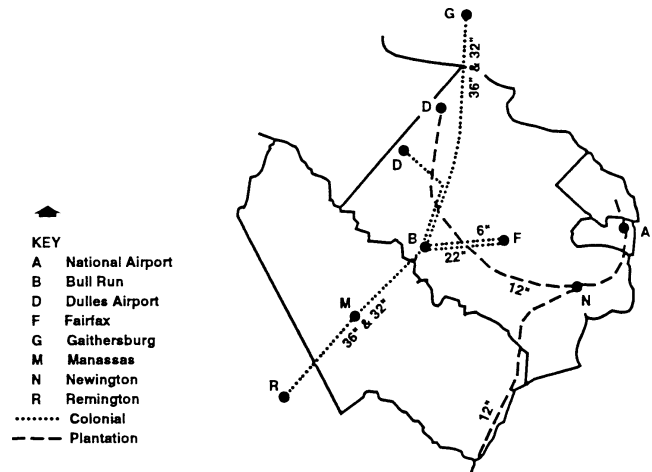 G
36" & 32"
D
D
A
6"
B
F
22"
12"
N
M
36" & 32"
R
12"
KEY
A National Airport
B Bull Run
D Dulles Airport
F Fairfax
G Gaithersburg
M Manassas
N Newington
R Remington
Colonial
Plantation